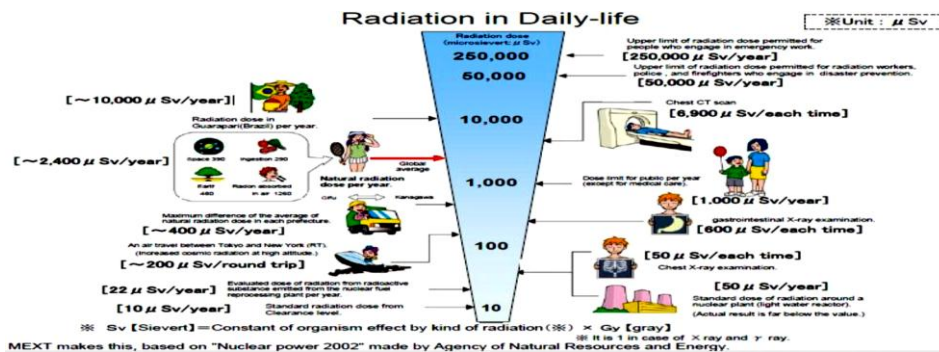 Radiation in Daily-life
※Unit : μ Sv
Radiation dose
(microsievert; μ Sv)
250,000
50,000
10,000
1,000
100
10
[～10,000 μ Sv/year]
Radiation dose in
Guarapari(Brazil) per year.
[～2,400 μ Sv/year]
Space 390
Ingestion 290
Earth
480
Radon absorbed
in air 1260
Natural radiation
dose per year.
Global
average
Gifu
Kanagawa
Maximum difference of the average of
natural radiation dose in each prefecture.
[～400 μ Sv/year]
An air travel between Tokyo and New York (RT).
(Increased cosmic radiation at high altitude.)
[～200 μ Sv/round trip]
[22 μ Sv/year]
Evaluated dose of radiation from radioactive
substance emitted from the nuclear fuel
reprocessing plant per year.
[10 μ Sv/year]
Standard radiation dose from
Clearance level.
Upper limit of radiation dose permitted for
people who engage in emergency work.
[250,000 μ Sv/year]
Upper limit of radiation dose permitted for radiation workers,
police , and firefighters who engage in disaster prevention.
[50,000 μ Sv/year]
Chest CT scan
[6,900 μ Sv/each time]
Dose limit for public per year
(except for medical care).
[1.000 μ Sv/year]
gastrointestinal X-ray examination.
[600 μ Sv/each time]
[50 μ Sv/each time]
Chest X-ray examination.
[50 μ Sv/year]
Standard dose of radiation around a
nuclear plant (light water reactor).
(Actual result is far below the value.)
※ Sv [Sievert]=Constant of organism effect by kind of radiation(※) × Gy [gray]
※ It is 1 in case of X ray and γ ray.
MEXT makes this, based on "Nuclear power 2002" made by Agency of Natural Resources and Energy.